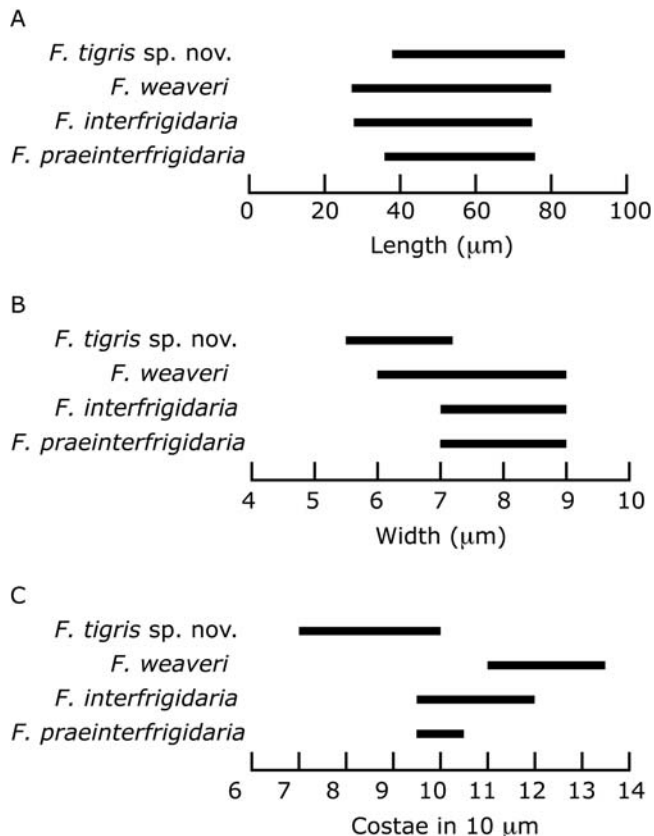 A
F. tigris sp. nov.
F. weaveri
F. interfrigidaria
F. praeinterfrigidaria
0 20 40 60 80 100
Length (μm)
B
F. tigris sp. nov.
F. weaveri
F. interfrigidaria
F. praeinterfrigidaria
4 5 6 7 8 9 10
Width (μm)
C
F. tigris sp. nov.
F. weaveri
F. interfrigidaria
F. praeinterfrigidaria
6 7 8 9 10 11 12 13 14
Costae in 10 μm